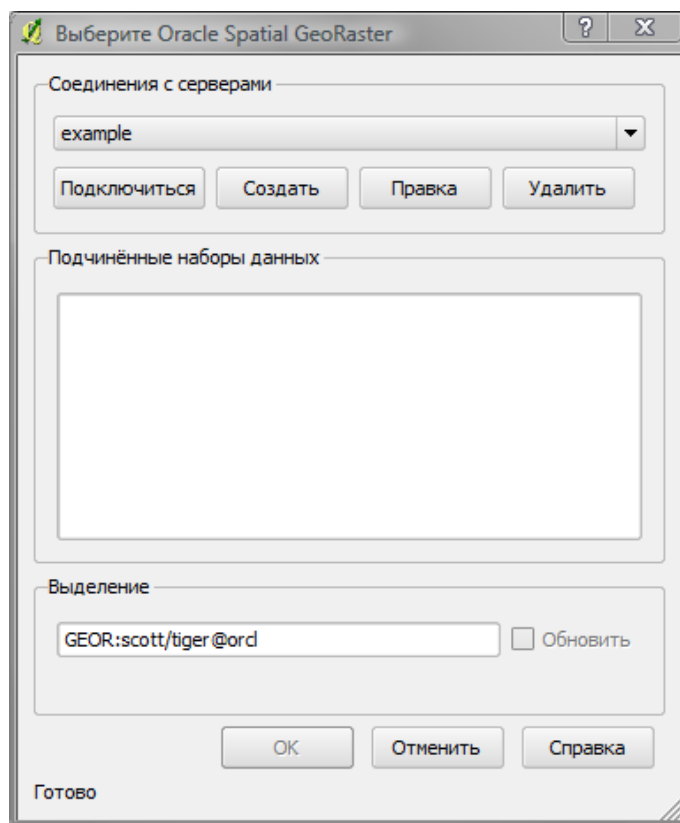 Выберите Oracle Spatial GeoRaster
Соединения с серверами
example
Подключиться Создать Правка Удалить
Подчинённые наборы данных
Выделение
GEOR:scott/tiger@orcl Обновить
OK Отменить Справка
Готово